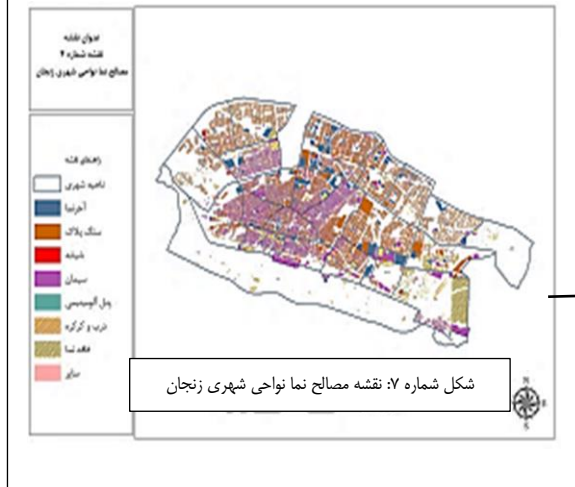 عنوان نقشه
نقشه شماره ۷
مصالح نما نواحی شهری زنجان
راهنمای نقشه
ناحیه شهری
آجرنما
سنگ پلاک
شیشه
سیمان
پنل آلومینیومی
درب و کرکره
فاقد نما
سایر
شکل شماره ۷: نقشه مصالح نما نواحی شهری زنجان
N
E
S